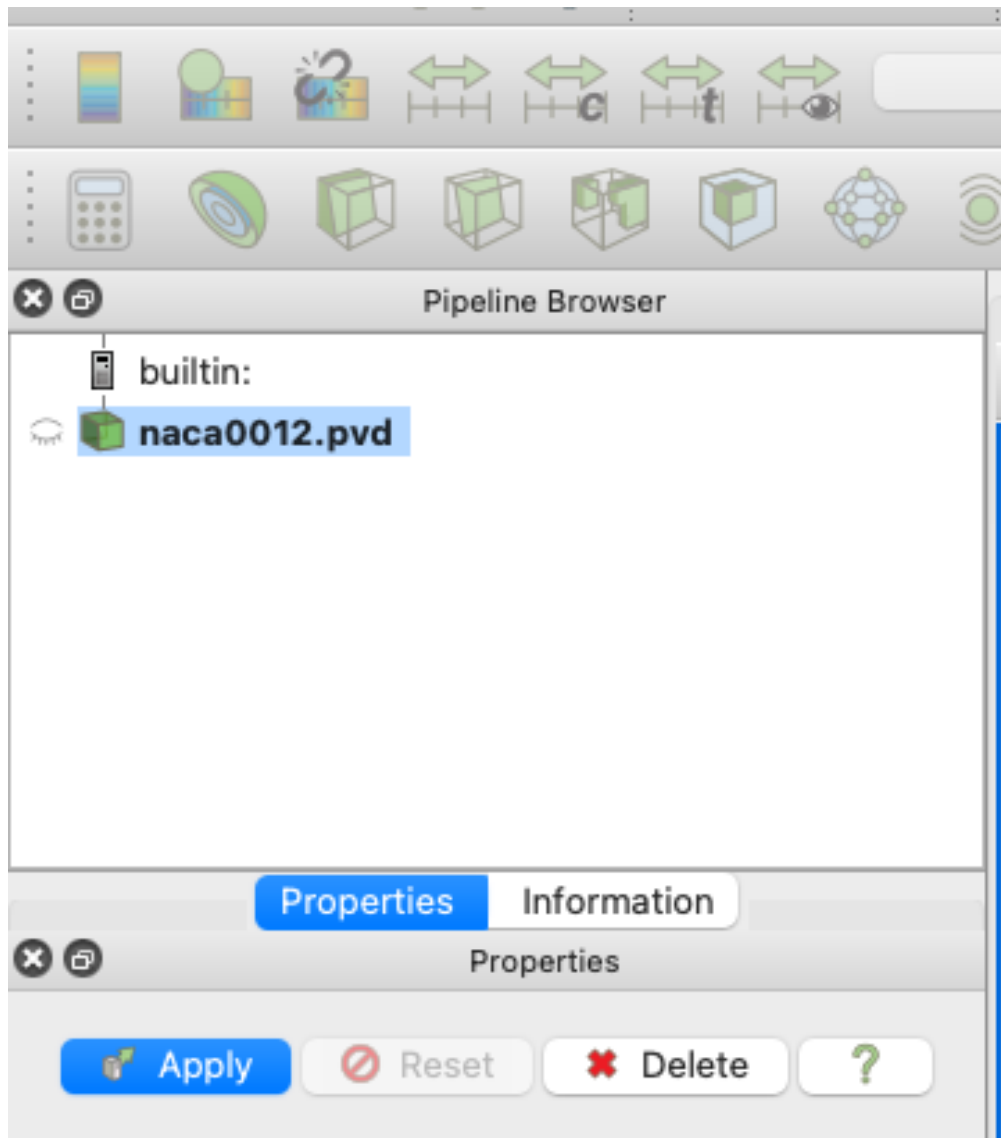 c
t
Pipeline Browser
builtin:
naca0012.pvd
Properties Information
Properties
Apply Reset Delete ?